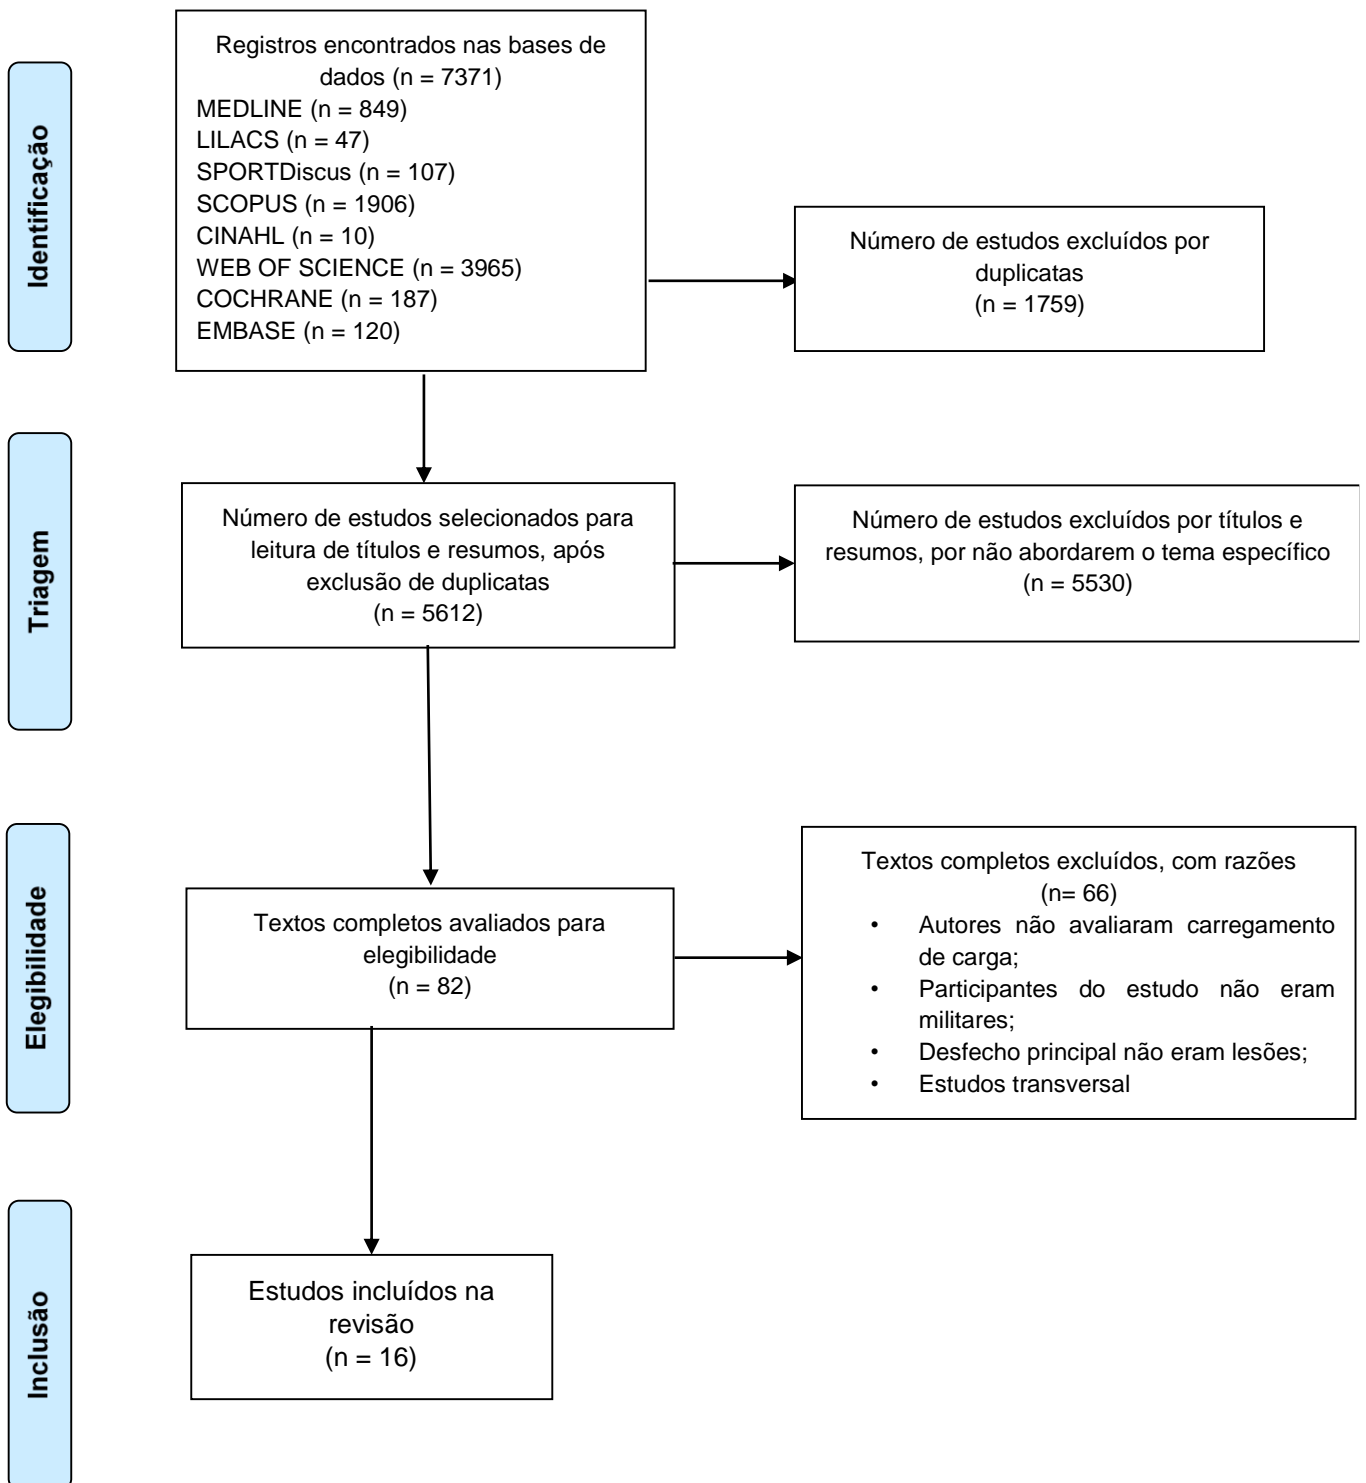 Identificação
Registros encontrados nas bases de
dados (n = 7371)
MEDLINE (n = 849)
LILACS (n = 47)
SPORTDiscus (n = 107)
SCOPUS (n = 1906)
CINAHL (n = 10)
WEB OF SCIENCE (n = 3965)
COCHRANE (n = 187)
EMBASE (n = 120)
Número de estudos excluídos por
duplicatas
(n = 1759)
Triagem
Número de estudos selecionados para
leitura de títulos e resumos, após
exclusão de duplicatas
(n = 5612)
Número de estudos excluídos por títulos e
resumos, por não abordarem o tema específico
(n = 5530)
Elegibilidade
Textos completos avaliados para
elegibilidade
(n = 82)
Textos completos excluídos, com razões
(n= 66)
• Autores não avaliaram carregamento
de carga;
• Participantes do estudo não eram
militares;
• Desfecho principal não eram lesões;
• Estudos transversal
Inclusão
Estudos incluídos na
revisão
(n = 16)